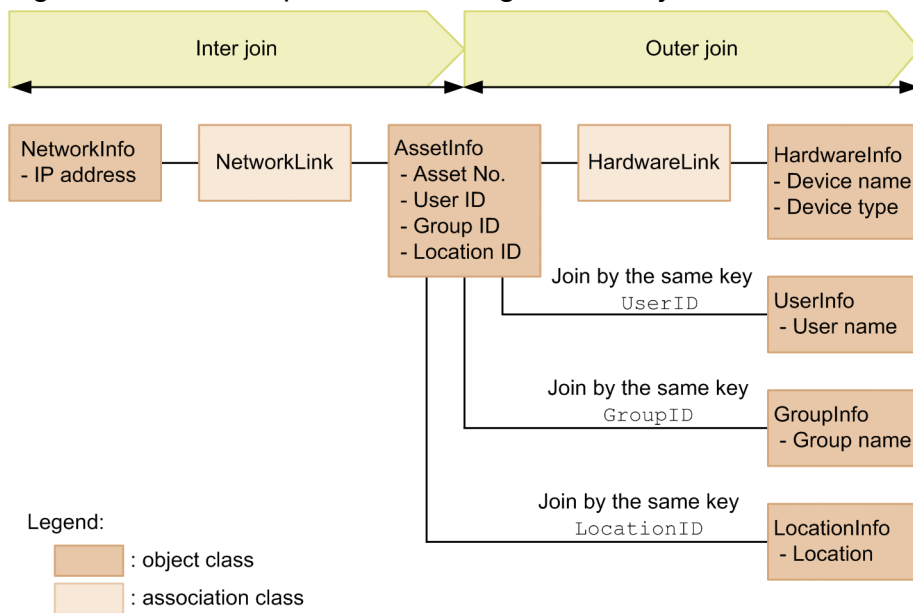 Inter join
Outer join
NetworkInfo
- IP address
NetworkLink
AssetInfo
- Asset No.
- User ID
- Group ID
- Location ID
HardwareLink
HardwareInfo
- Device name
- Device type
Join by the same key
UserID
UserInfo
- User name
Join by the same key
GroupID
GroupInfo
- Group name
Join by the same key
LocationID
LocationInfo
- Location
Legend:
: object class
: association class